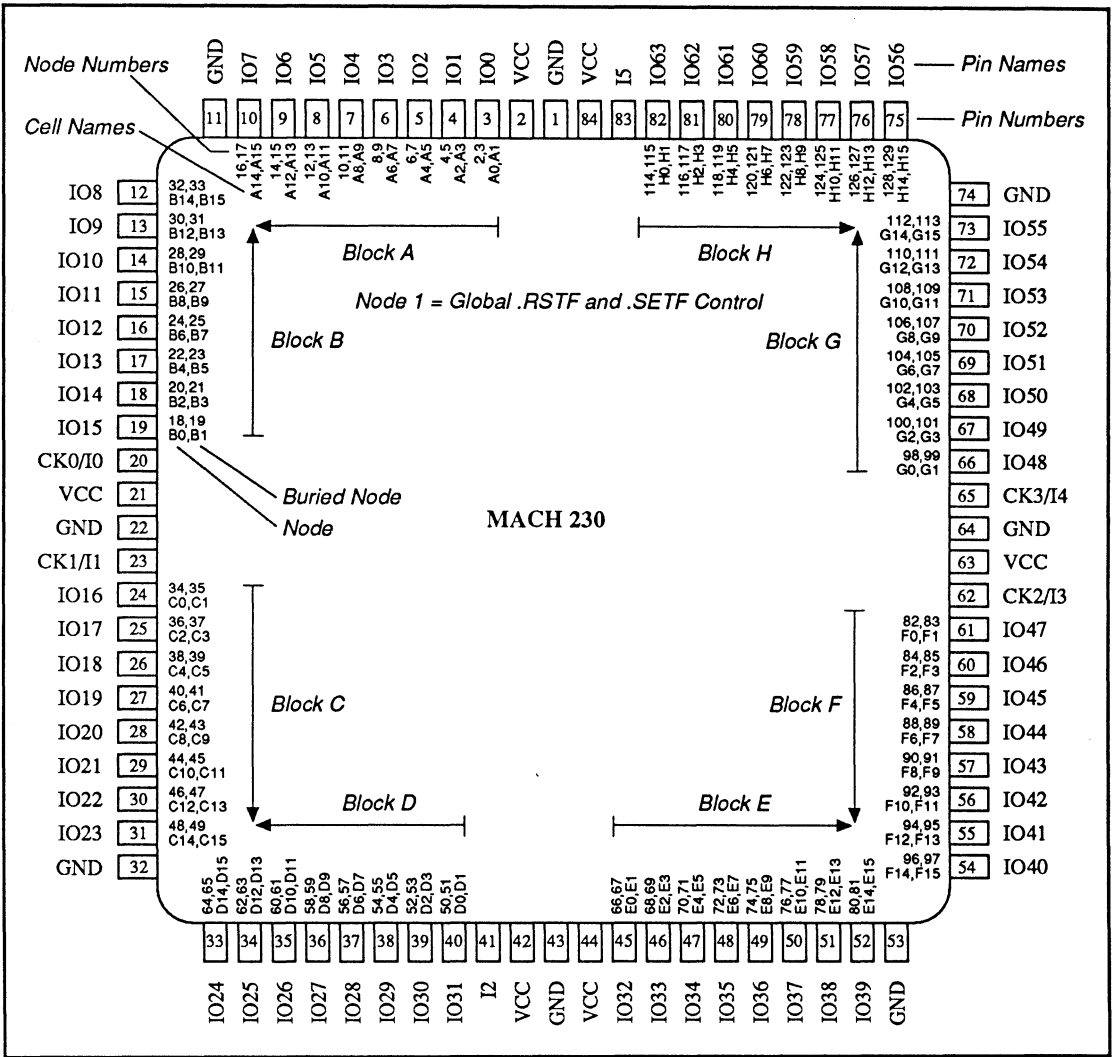 Node Numbers
Cell Names
GND IO7 IO6 IO5 IO4 IO3 IO2 IO1 IO0 VCC GND VCC I5 IO63 IO62 IO61 IO60 IO59 IO58 IO57 IO56
Pin Names
11 10 9 8 7 6 5 4 3 2 1 84 83 82 81 80 79 78 77 76 75
Pin Numbers
16,17 14,15 12,13 10,11 8,9 6,7 4,5 2,3
A14,A15 A12,A13 A10,A11 A8,A9 A6,A7 A4,A5 A2,A3 A0,A1
114,115 116,117 118,119 120,121 122,123 124,125 126,127 128,129
H0,H1 H2,H3 H4,H5 H6,H7 H8,H9 H10,H11 H12,H13 H14,H15
IO8 12 32,33
B14,B15
IO9 13 30,31
B12,B13
IO10 14 28,29
B10,B11
IO11 15 26,27
B8,B9
IO12 16 24,25
B6,B7
IO13 17 22,23
B4,B5
IO14 18 20,21
B2,B3
IO15 19 18,19
B0,B1
CK0/I0 20
VCC 21
GND 22
CK1/I1 23
IO16 24 34,35
C0,C1
IO17 25 36,37
C2,C3
IO18 26 38,39
C4,C5
IO19 27 40,41
C6,C7
IO20 28 42,43
C8,C9
IO21 29 44,45
C10,C11
IO22 30 46,47
C12,C13
IO23 31 48,49
C14,C15
GND 32
Block A
Block H
Node 1 = Global .RSTF and .SETF Control
Block B
Block G
Buried Node
Node
MACH 230
Block C
Block F
Block D
Block E
74 GND
112,113 73 IO55
G14,G15
110,111 72 IO54
G12,G13
108,109 71 IO53
G10,G11
106,107 70 IO52
G8,G9
104,105 69 IO51
G6,G7
102,103 68 IO50
G4,G5
100,101 67 IO49
G2,G3
98,99 66 IO48
G0,G1
65 CK3/I4
64 GND
63 VCC
62 CK2/I3
82,83 61 IO47
F0,F1
84,85 60 IO46
F2,F3
86,87 59 IO45
F4,F5
88,89 58 IO44
F6,F7
90,91 57 IO43
F8,F9
92,93 56 IO42
F10,F11
94,95 55 IO41
F12,F13
96,97 54 IO40
F14,F15
64,65 62,63 60,61 58,59 56,57 54,55 52,53 50,51
D14,D15 D12,D13 D10,D11 D8,D9 D6,D7 D4,D5 D2,D3 D0,D1
66,67 68,69 70,71 72,73 74,75 76,77 78,79 80,81
E0,E1 E2,E3 E4,E5 E6,E7 E8,E9 E10,E11 E12,E13 E14,E15
33 34 35 36 37 38 39 40 41 42 43 44 45 46 47 48 49 50 51 52 53
IO24 IO25 IO26 IO27 IO28 IO29 IO30 IO31 I2 VCC GND VCC IO32 IO33 IO34 IO35 IO36 IO37 IO38 IO39 GND